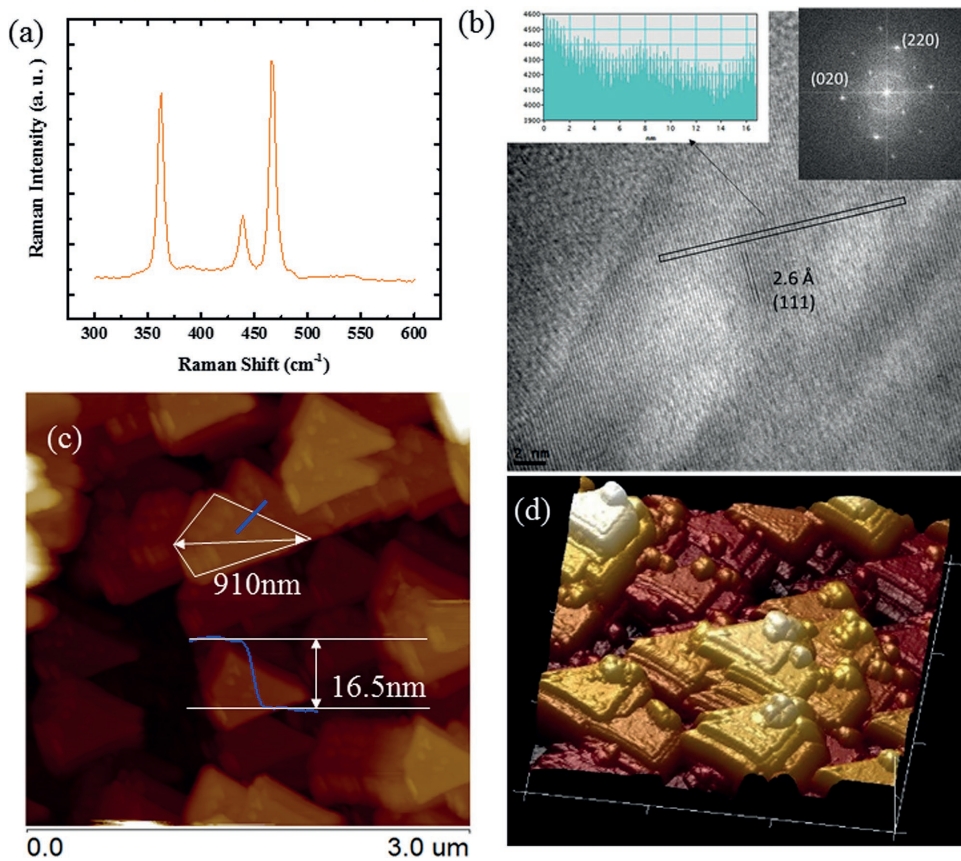 (a)
Raman Intensity (a. u.)
300 350 400 450 500 550 600
Raman Shift (cm-1)
(b)
4600
4500
4400
4300
4200
4100
4000
3900
0 2 4 6 8 10 12 14 16
nm
(220)
(020)
2.6 Å
(111)
2 nm
(c)
910nm
16.5nm
0.0 3.0 um
(d)